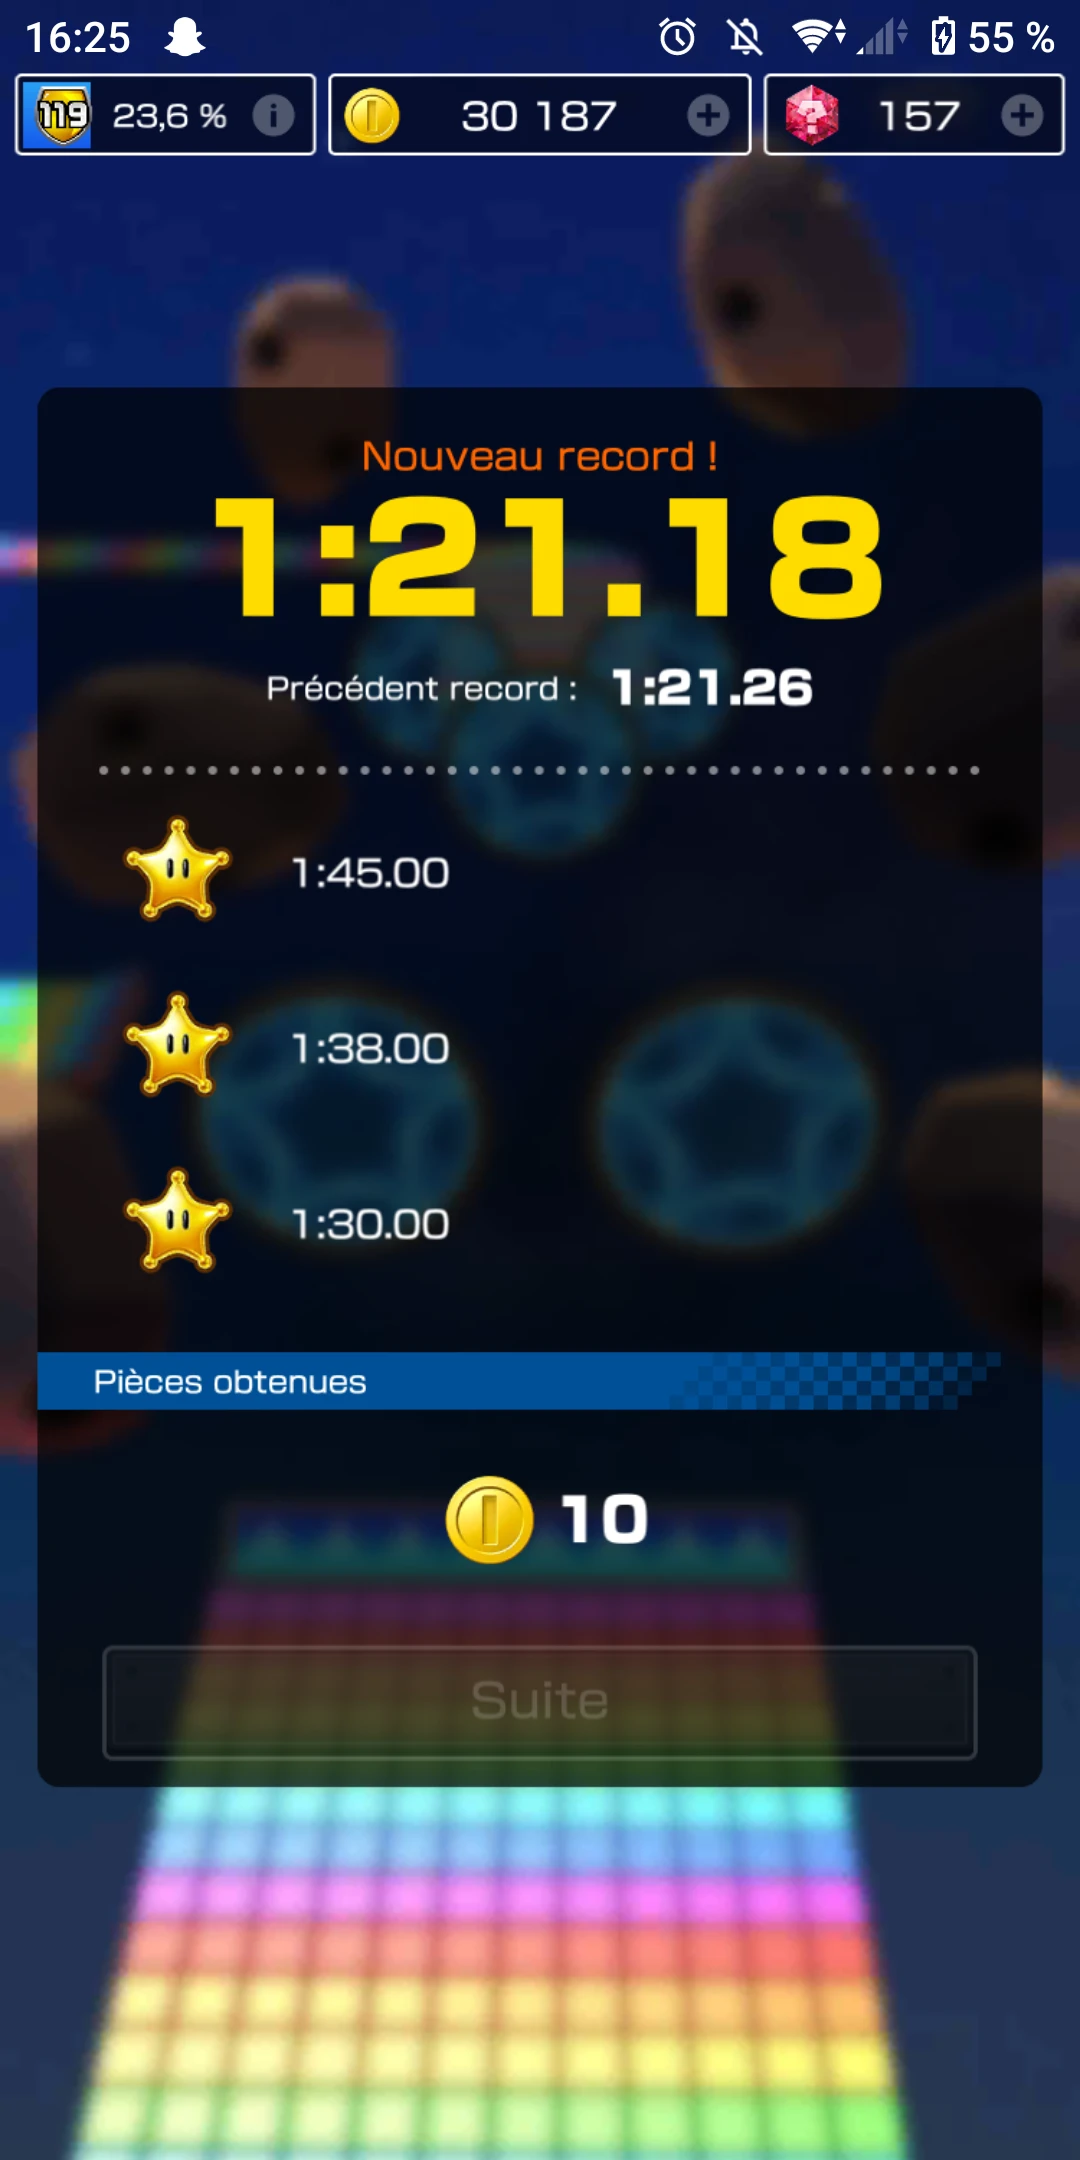 16:25 55 %
119 23,6 % 30 187 157
Nouveau record !
1:21.18
Précédent record : 1:21.26
1:45.00
1:38.00
1:30.00
Pièces obtenues
10
Suite